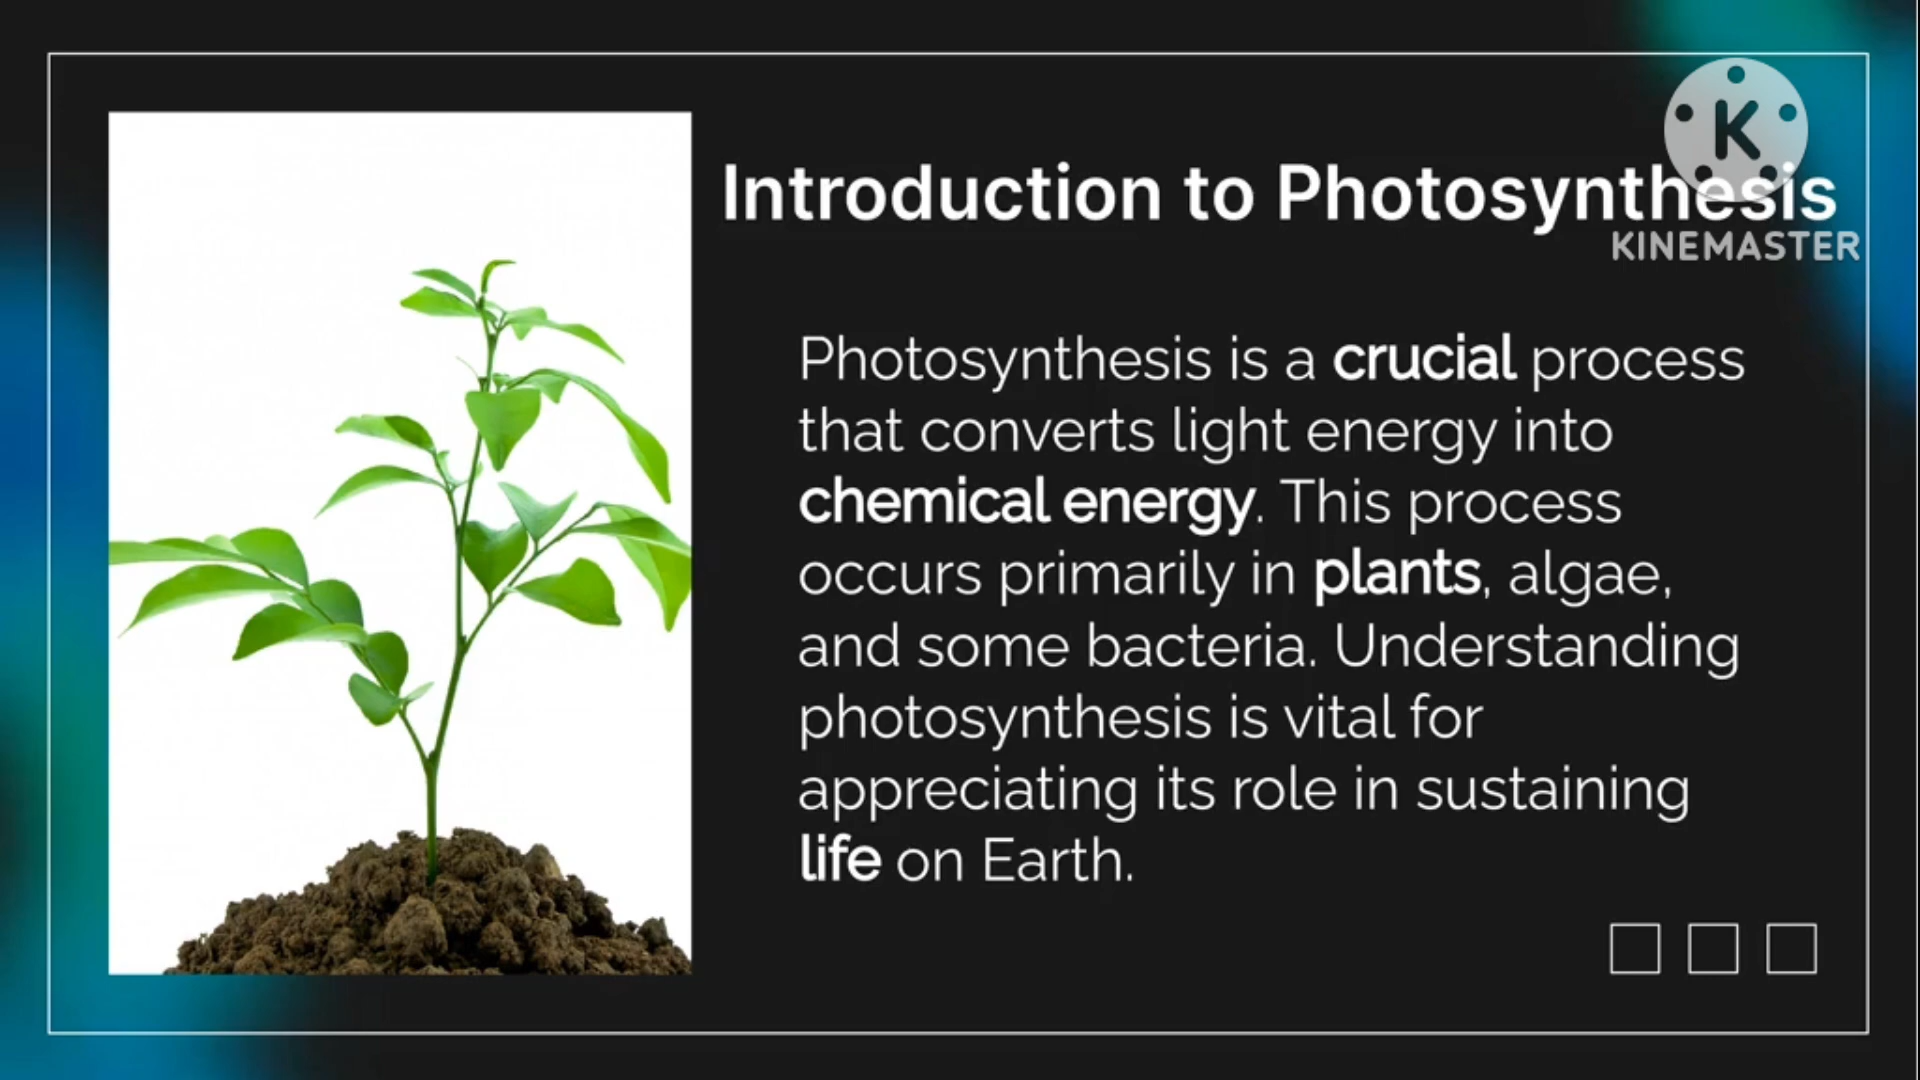 K
Introduction to Photosynthesis
KINEMASTER
Photosynthesis is a crucial process
that converts light energy into
chemical energy. This process
occurs primarily in plants, algae,
and some bacteria. Understanding
photosynthesis is vital for
appreciating its role in sustaining
life on Earth.